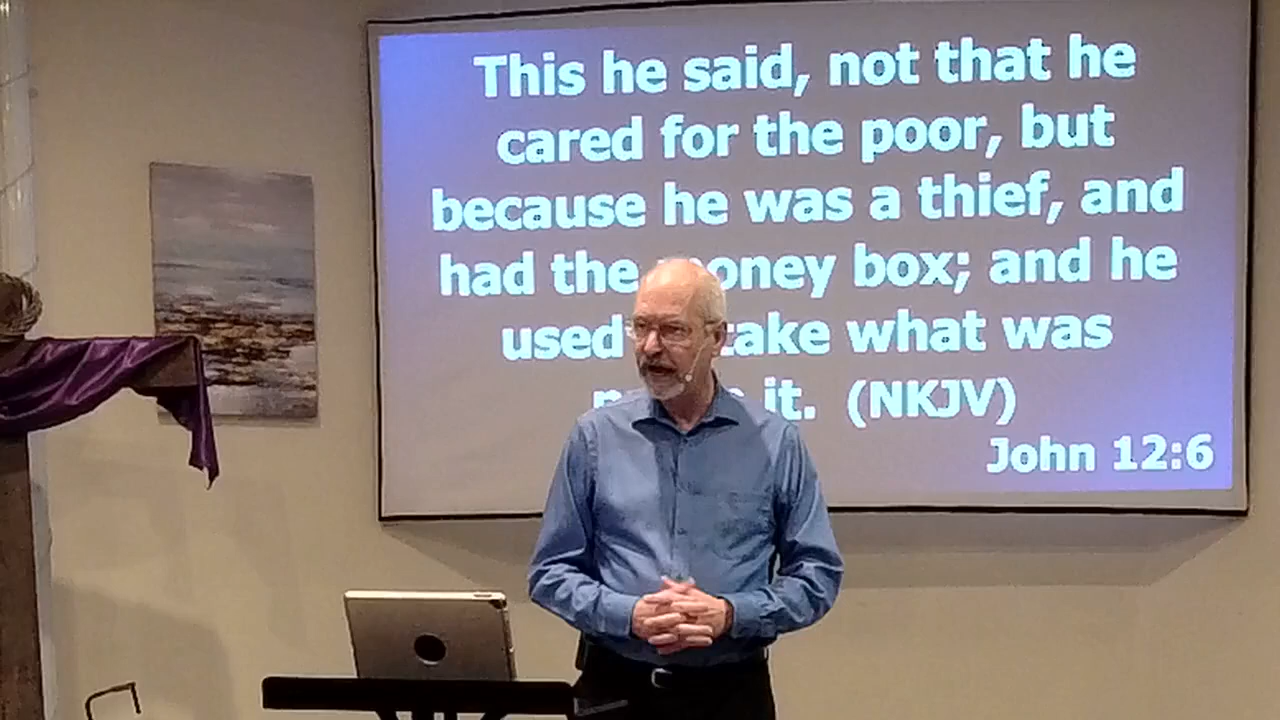 This he said, not that he
cared for the poor, but
because he was a thief, and
had the box; and he
used take what was
it. (NKJV)
John 12:6